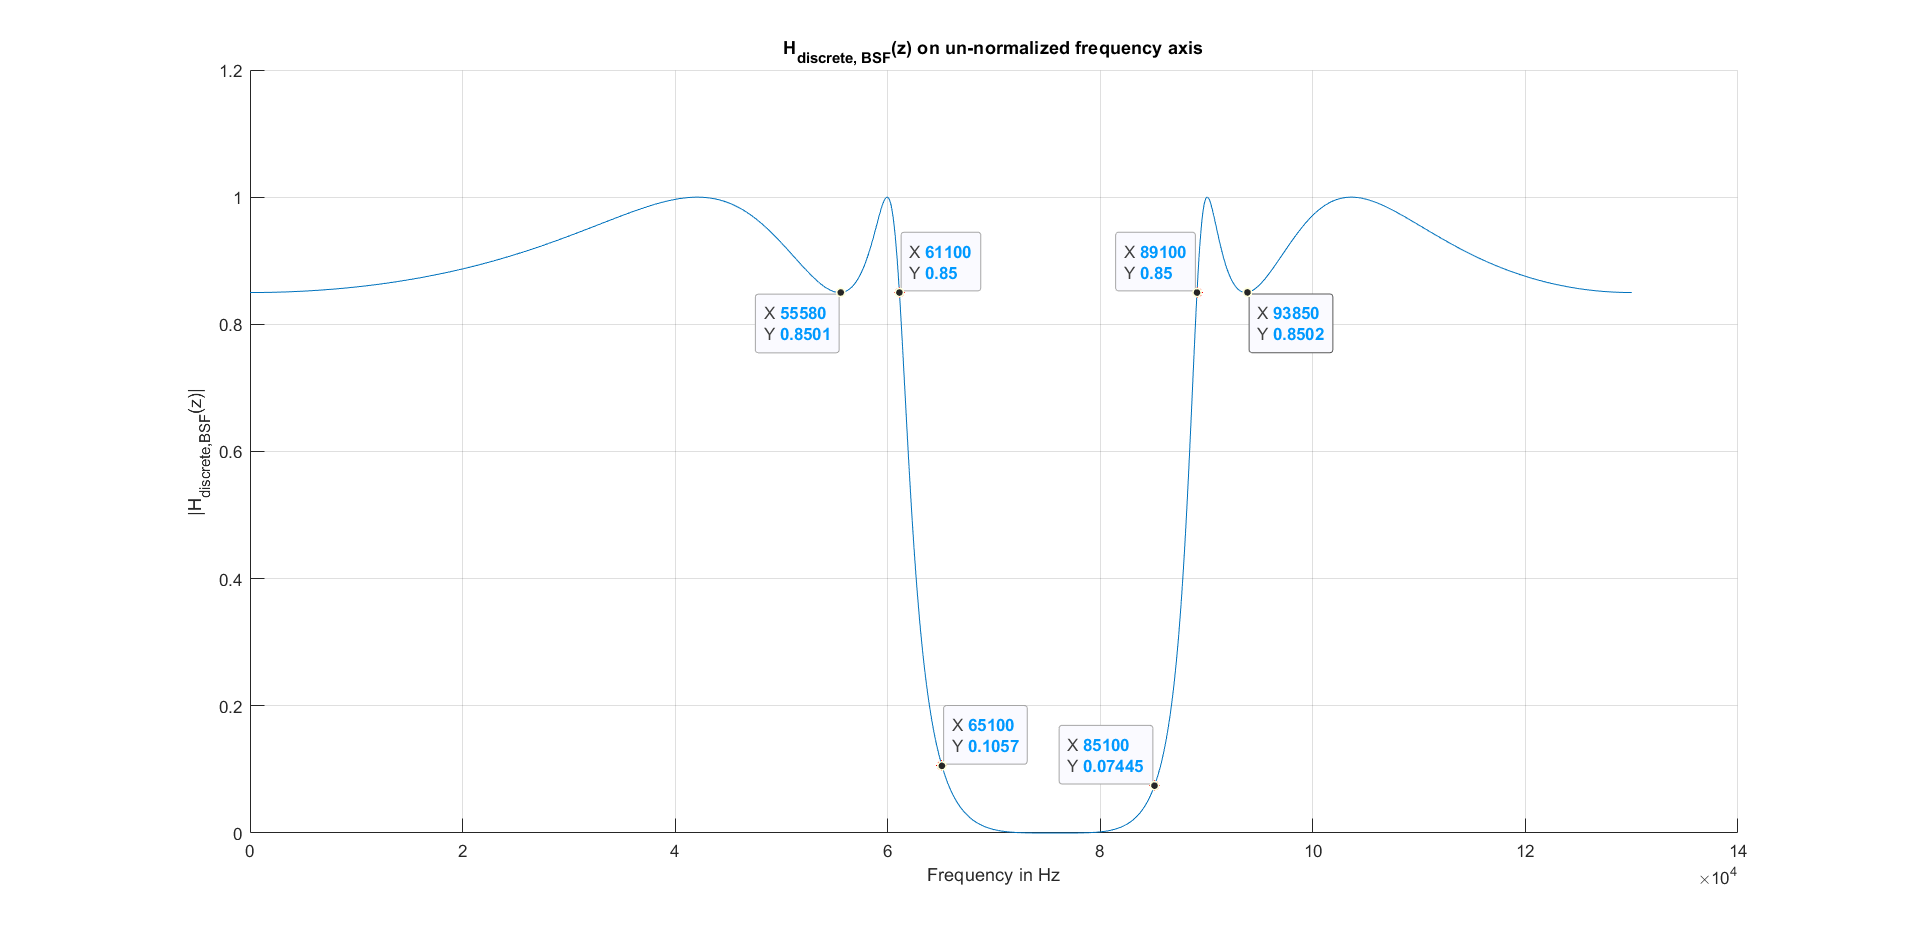 H_discrete, BSF(z) on un-normalized frequency axis
1.2
1
0.8
0.6
0.4
0.2
0
|H_discrete,BSF(z)|
X 61100
Y 0.85
X 89100
Y 0.85
X 55580
Y 0.8501
X 93850
Y 0.8502
X 65100
Y 0.1057
X 85100
Y 0.07445
0 2 4 6 8 10 12 14
×10^4
Frequency in Hz